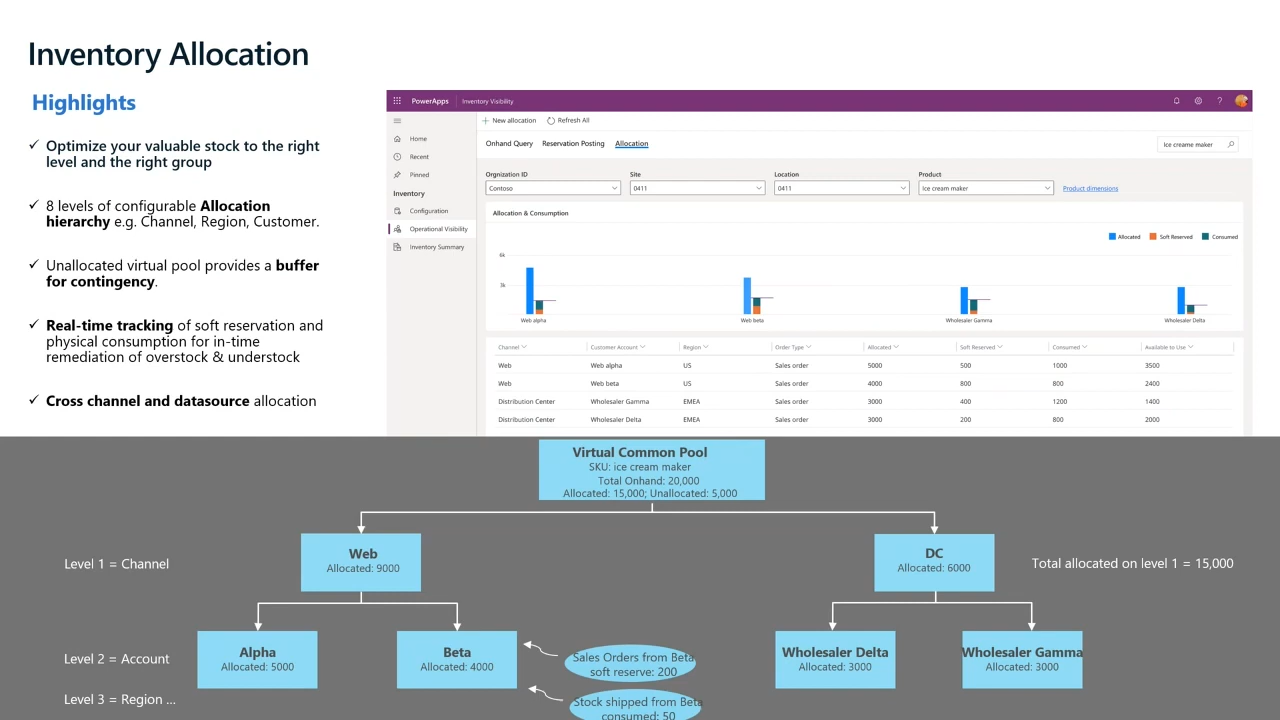 Inventory Allocation
Highlights
✓ Optimize your valuable stock to the right
level and the right group
✓ 8 levels of configurable Allocation
hierarchy e.g. Channel, Region, Customer.
✓ Unallocated virtual pool provides a buffer
for contingency.
✓ Real-time tracking of soft reservation and
physical consumption for in-time
remediation of overstock & understock
✓ Cross channel and datasource allocation
PowerApps Inventory Visibility
Home
Recent
Pinned
Inventory
Configuration
Operational Visibility
Inventory Summary
New allocation Refresh All
Onhand Query Reservation Posting Allocation
Ice creame maker
Orgnization ID Site Location Product
Contoso 0411 0411 Ice cream maker Product dimensions
Allocation & Consumption
Allocated Soft Reserved Consumed
6k
3k
Web alpha Web beta Wholesaler Gamma Wholesaler Delta
Channel Customer Account Region Order Type Allocated Soft Reserved Consumed Available to Use
Web Web alpha US Sales order 5000 500 1000 3500
Web Web beta US Sales order 4000 800 800 2400
Distribution Center Wholesaler Gamma EMEA Sales order 3000 400 1200 1400
Distribution Center Wholesaler Delta EMEA Sales order 3000 200 800 2000
Virtual Common Pool
SKU: ice cream maker
Total Onhand: 20,000
Allocated: 15,000; Unallocated: 5,000
Level 1 = Channel
Web
Allocated: 9000
DC
Allocated: 6000
Total allocated on level 1 = 15,000
Level 2 = Account
Alpha
Allocated: 5000
Beta
Allocated: 4000
Sales Orders from Beta
soft reserve: 200
Wholesaler Delta
Allocated: 3000
Wholesaler Gamma
Allocated: 3000
Level 3 = Region ...
Stock shipped from Beta
consumed: 50